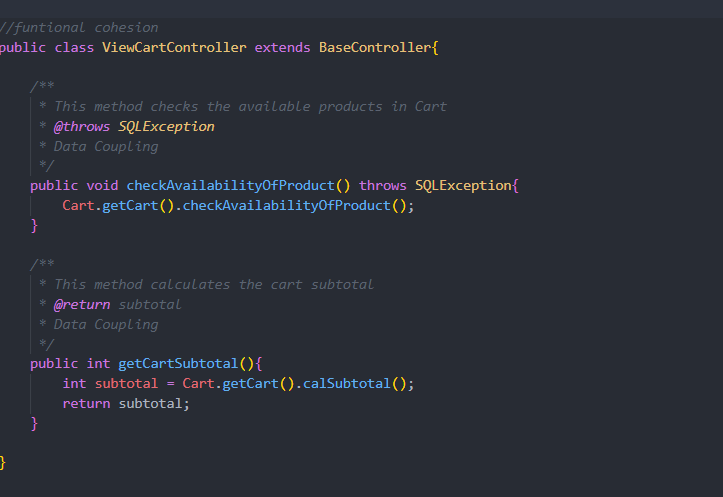 //funtional cohesion
public class ViewCartController extends BaseController{
/**
* This method checks the available products in Cart
* @throws SQLException
* Data Coupling
*/
public void checkAvailabilityOfProduct() throws SQLException{
Cart.getCart().checkAvailabilityOfProduct();
}
/**
* This method calculates the cart subtotal
* @return subtotal
* Data Coupling
*/
public int getCartSubtotal(){
int subtotal = Cart.getCart().calSubtotal();
return subtotal;
}
}